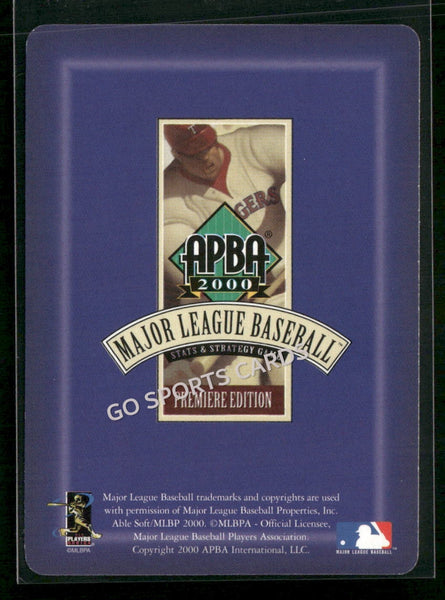 T
GERS
APBA®
2000
MAJOR LEAGUE BASEBALL™
STATS & STRATEGY GAME
GO SPORTS CARDS
PREMIERE EDITION
Major League Baseball trademarks and copyrights are used
with permission of Major League Baseball Properties, Inc.
Able Soft/MLBP 2000. ©MLBPA - Official Licensee,
Major League Baseball Players Association.
Copyright 2000 APBA International, LLC.
PLAYERS
©MLBPA
MAJOR LEAGUE BASEBALL™